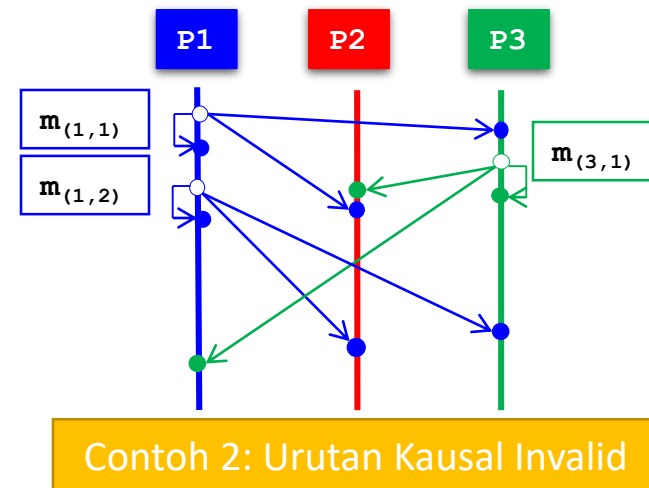 P1
P2
P3
m(1,1)
m(1,2)
m(3,1)
Contoh 2: Urutan Kausal Invalid